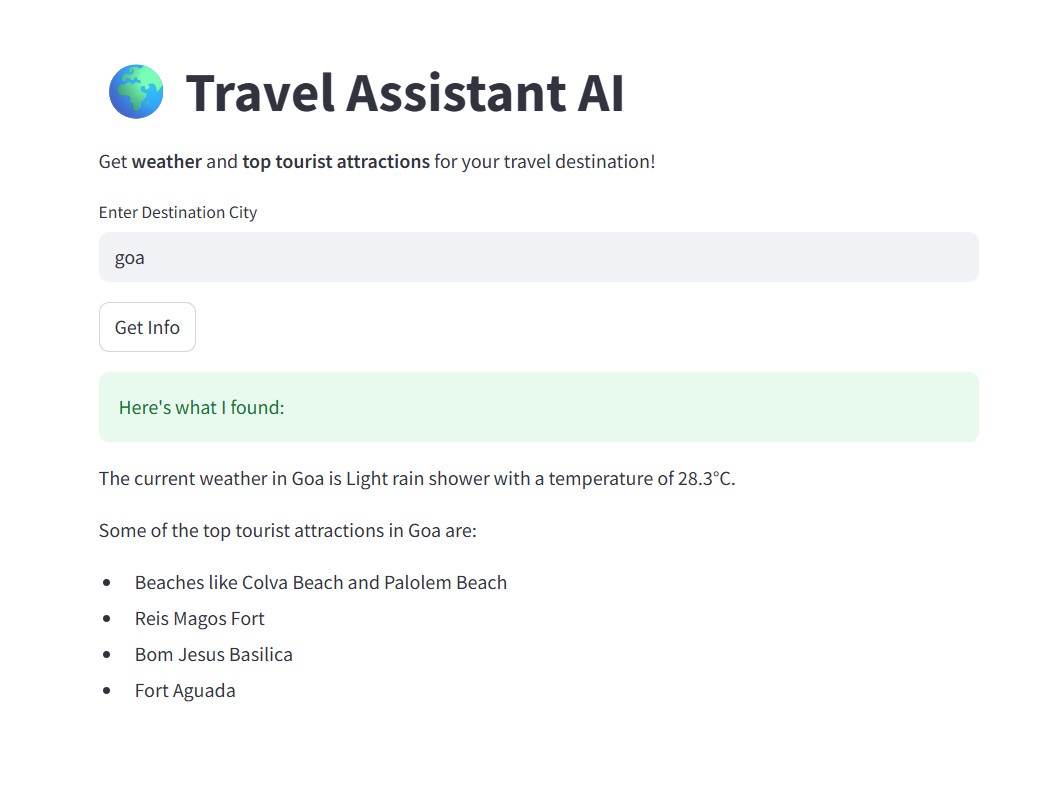 Travel Assistant AI
Get weather and top tourist attractions for your travel destination!
Enter Destination City
goa
Get Info
Here's what I found:
The current weather in Goa is Light rain shower with a temperature of 28.3°C.
Some of the top tourist attractions in Goa are:
• Beaches like Colva Beach and Palolem Beach
• Reis Magos Fort
• Bom Jesus Basilica
• Fort Aguada